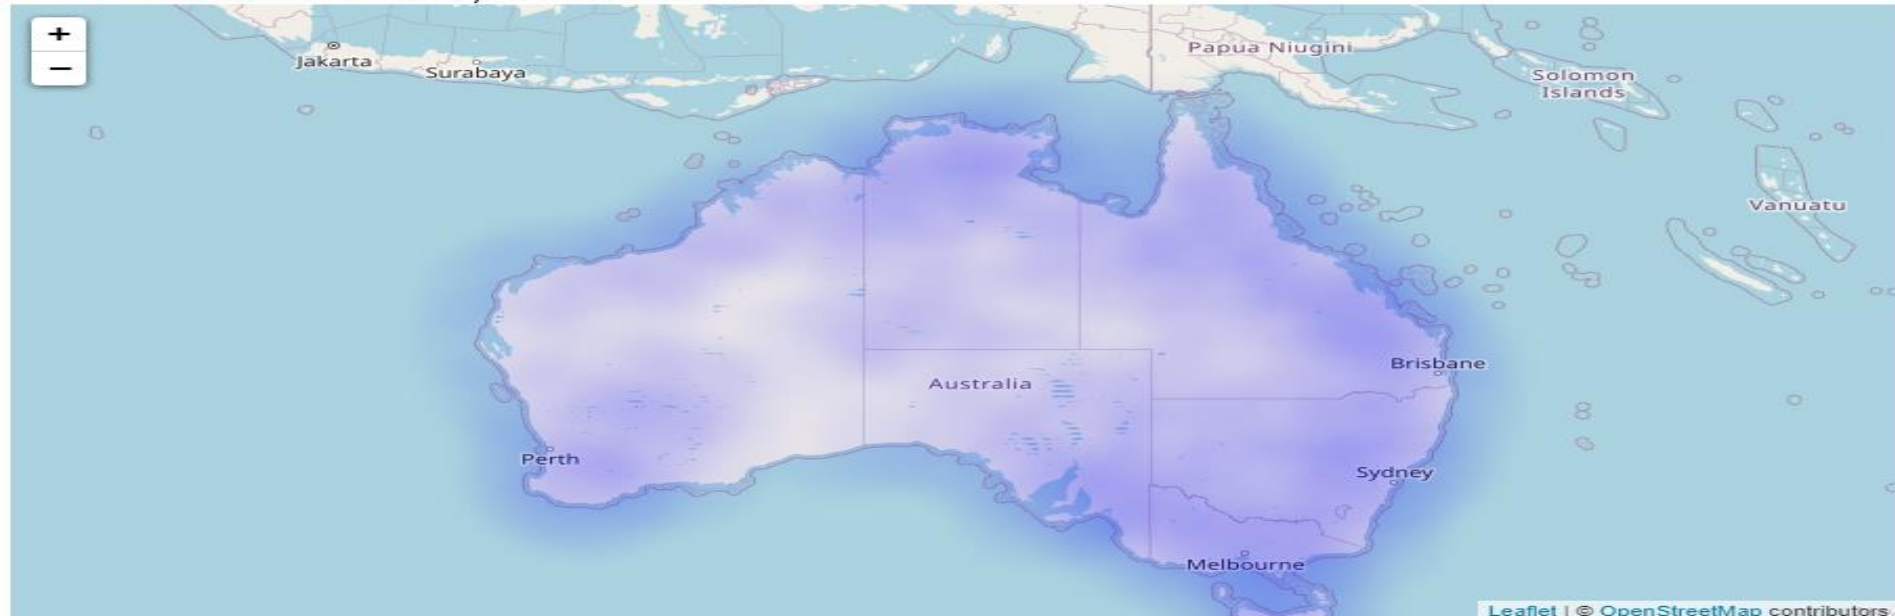 +
Jakarta
Surabaya
−
Papua Niugini
Solomon
Islands
Vanuatu
Brisbane
Australia
Perth
Sydney
Melbourne
Leaflet | © OpenStreetMap contributors